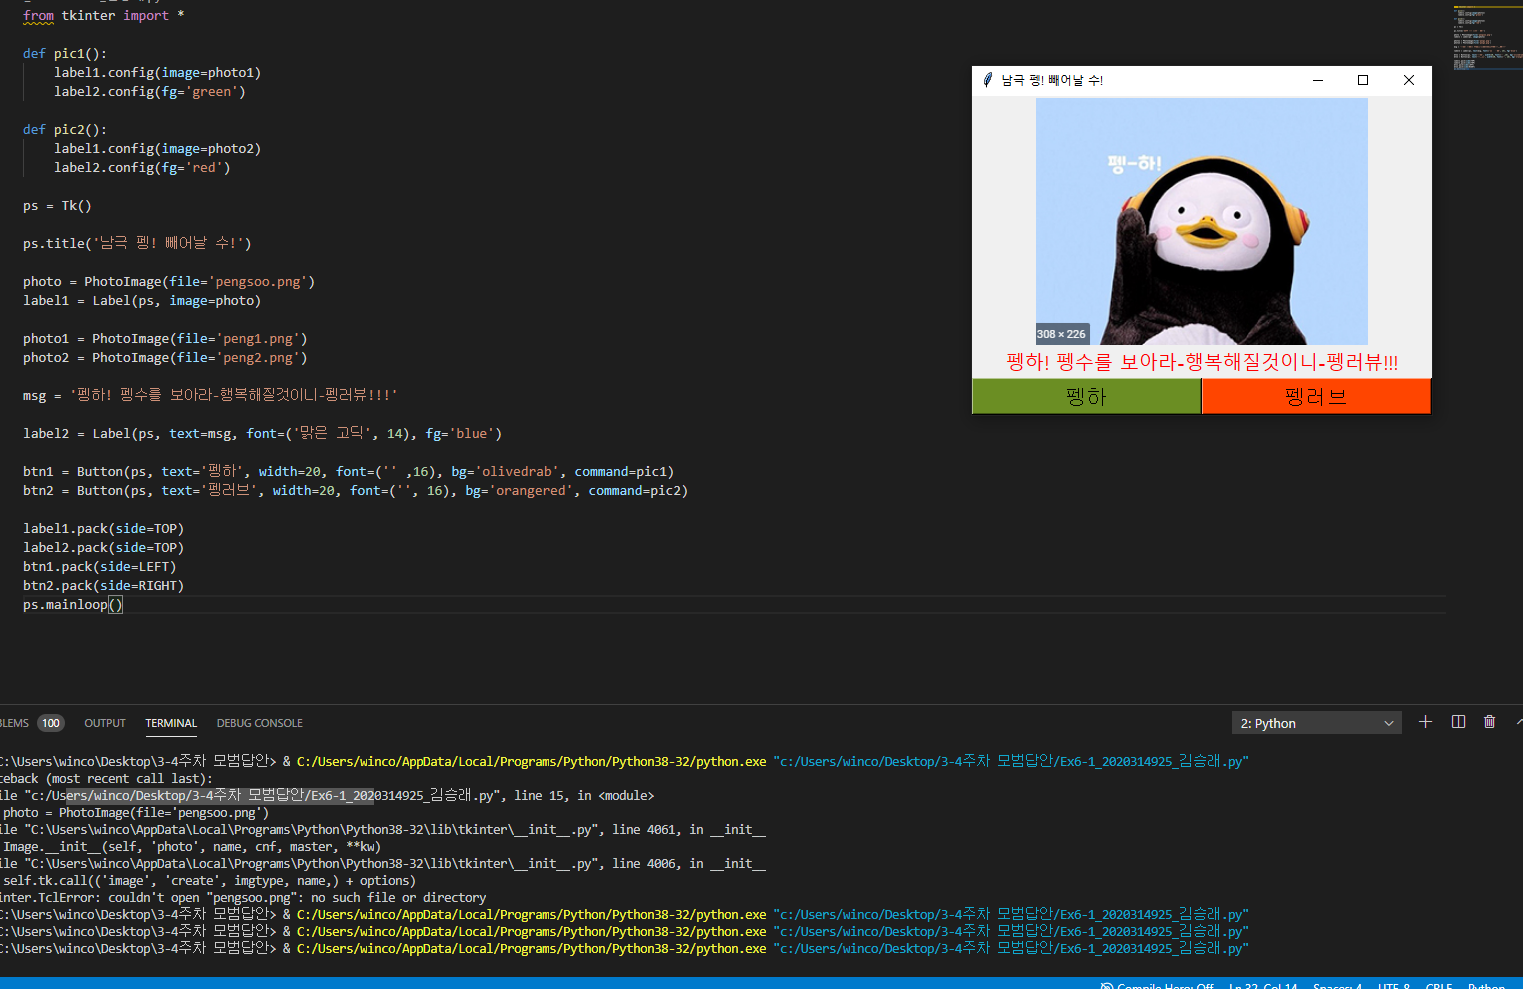 from tkinter import *
def pic1():
label1.config(image=photo1)
label2.config(fg='green')
def pic2():
label1.config(image=photo2)
label2.config(fg='red')
ps = Tk()
ps.title('남극 펭! 빼어날 수!')
photo = PhotoImage(file='pengsoo.png')
label1 = Label(ps, image=photo)
photo1 = PhotoImage(file='peng1.png')
photo2 = PhotoImage(file='peng2.png')
msg = '펭하! 펭수를 보아라-행복해질것이니-펭러뷰!!!'
label2 = Label(ps, text=msg, font=('맑은 고딕', 14), fg='blue')
btn1 = Button(ps, text='펭하', width=20, font=('' ,16), bg='olivedrab', command=pic1)
btn2 = Button(ps, text='펭러브', width=20, font=('', 16), bg='orangered', command=pic2)
label1.pack(side=TOP)
label2.pack(side=TOP)
btn1.pack(side=LEFT)
btn2.pack(side=RIGHT)
ps.mainloop()
남극 펭! 빼어날 수!
펭-하!
308 × 226
펭하! 펭수를 보아라-행복해질것이니-펭러뷰!!!
펭하 펭러브
BLEMS 100 OUTPUT TERMINAL DEBUG CONSOLE 2: Python
C:\Users\winco\Desktop\3-4주차 모범답안> & C:/Users/winco/AppData/Local/Programs/Python/Python38-32/python.exe "c:/Users/winco/Desktop/3-4주차 모범답안/Ex6-1_2020314925_김승래.py"
ceback (most recent call last):
ile "c:/Users/winco/Desktop/3-4주차 모범답안/Ex6-1_2020314925_김승래.py", line 15, in <module>
photo = PhotoImage(file='pengsoo.png')
ile "C:\Users\winco\AppData\Local\Programs\Python\Python38-32\lib\tkinter\__init__.py", line 4061, in __init__
Image.__init__(self, 'photo', name, cnf, master, **kw)
ile "C:\Users\winco\AppData\Local\Programs\Python\Python38-32\lib\tkinter\__init__.py", line 4006, in __init__
self.tk.call(('image', 'create', imgtype, name,) + options)
inter.TclError: couldn't open "pengsoo.png": no such file or directory
C:\Users\winco\Desktop\3-4주차 모범답안> & C:/Users/winco/AppData/Local/Programs/Python/Python38-32/python.exe "c:/Users/winco/Desktop/3-4주차 모범답안/Ex6-1_2020314925_김승래.py"
C:\Users\winco\Desktop\3-4주차 모범답안> & C:/Users/winco/AppData/Local/Programs/Python/Python38-32/python.exe "c:/Users/winco/Desktop/3-4주차 모범답안/Ex6-1_2020314925_김승래.py"
C:\Users\winco\Desktop\3-4주차 모범답안> & C:/Users/winco/AppData/Local/Programs/Python/Python38-32/python.exe "c:/Users/winco/Desktop/3-4주차 모범답안/Ex6-1_2020314925_김승래.py"
Compile Hero: Off Ln 32, Col 14 Spaces: 4 UTF-8 CRLF Python